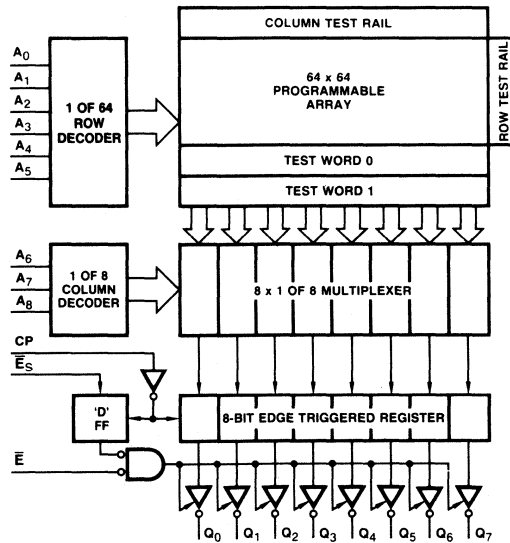 COLUMN TEST RAIL
64 x 64
PROGRAMMABLE
ARRAY
ROW TEST RAIL
TEST WORD 0
TEST WORD 1
A0
A1
A2
A3
A4
A5
1 OF 64
ROW
DECODER
A6
A7
A8
1 OF 8
COLUMN
DECODER
8 x 1 OF 8 MULTIPLEXER
CP
E̅S
'D'
FF
8-BIT EDGE TRIGGERED REGISTER
E̅
Q0 Q1 Q2 Q3 Q4 Q5 Q6 Q7